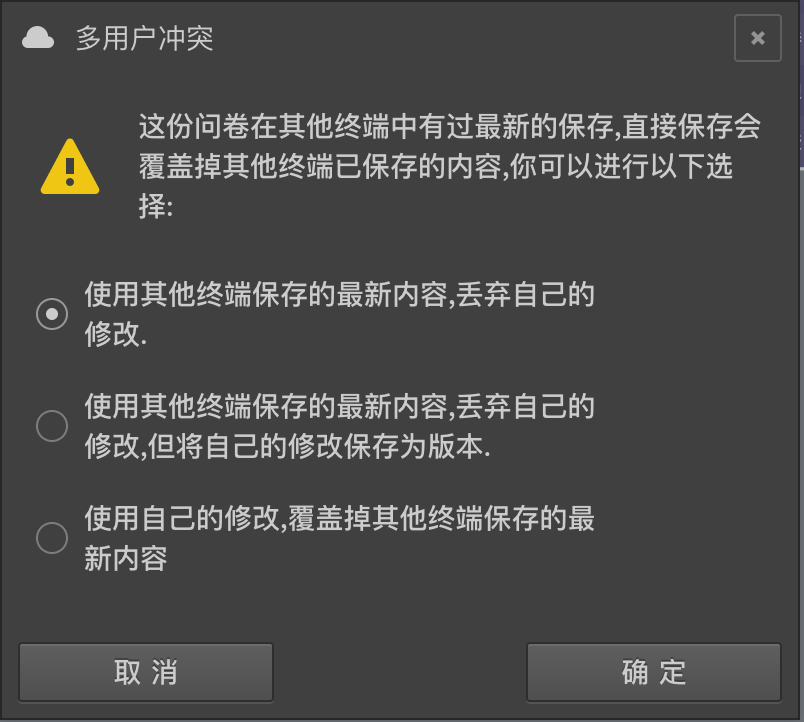 多用户冲突
这份问卷在其他终端中有过最新的保存,直接保存会
覆盖掉其他终端已保存的内容,你可以进行以下选
择:
使用其他终端保存的最新内容,丢弃自己的
修改.
使用其他终端保存的最新内容,丢弃自己的
修改,但将自己的修改保存为版本.
使用自己的修改,覆盖掉其他终端保存的最
新内容
取消
确定